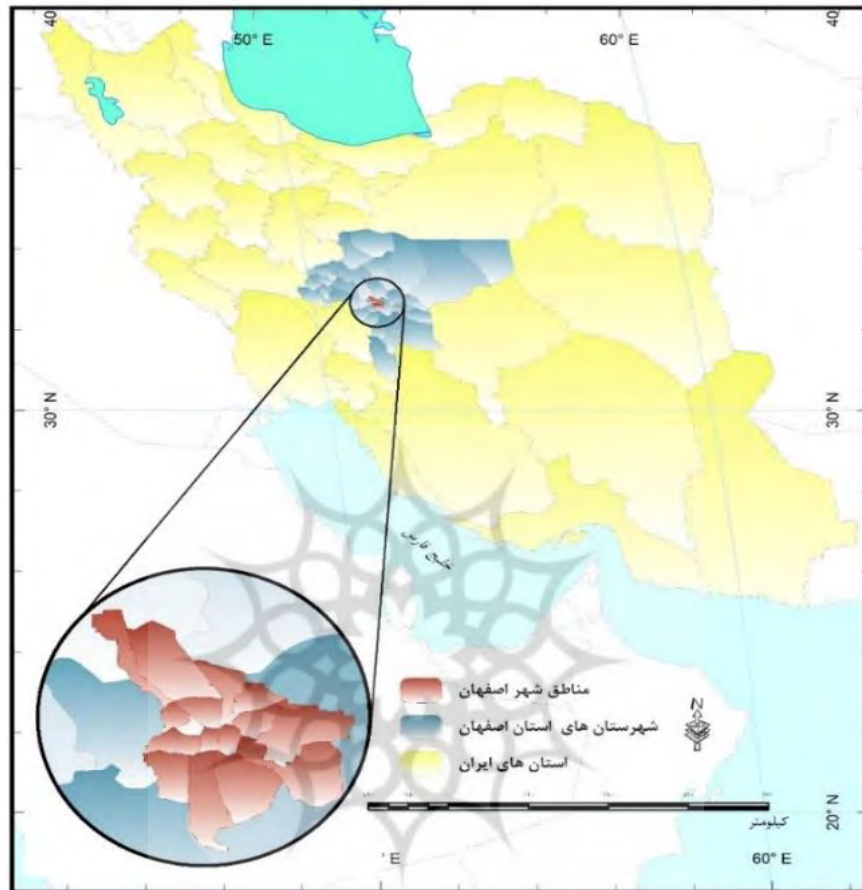 40
50° E
60° E
40
30° N
30° N
خلیج فارس
مناطق شهر اصفهان
شهرستان های استان اصفهان
استان های ایران
N
کیلومتر
20° N
° E
60° E